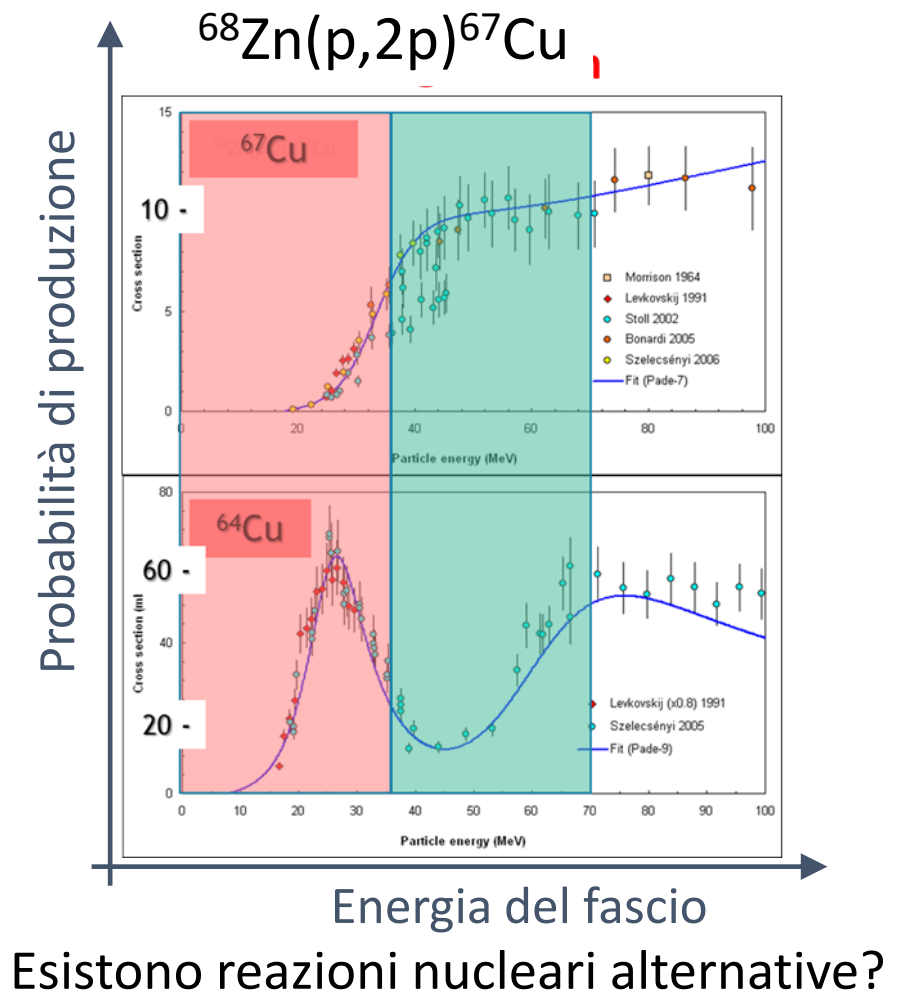 ⁶⁸Zn(p,2p)⁶⁷Cu
Probabilità di produzione
⁶⁷Cu
15
10 -
5
0
Cross section
20
40
60
80
100
0
Particle energy (MeV)
Morrison 1964
Levkovskij 1991
Stoll 2002
Bonardi 2005
Szelecsényi 2006
Fit (Pade-7)
⁶⁴Cu
80
60 -
40
20 -
0
Cross section (ml
0
10
20
30
40
50
60
70
80
90
100
Particle energy (MeV)
Levkovskij (x0.8) 1991
Szelecsényi 2005
Fit (Pade-9)
Energia del fascio
Esistono reazioni nucleari alternative?